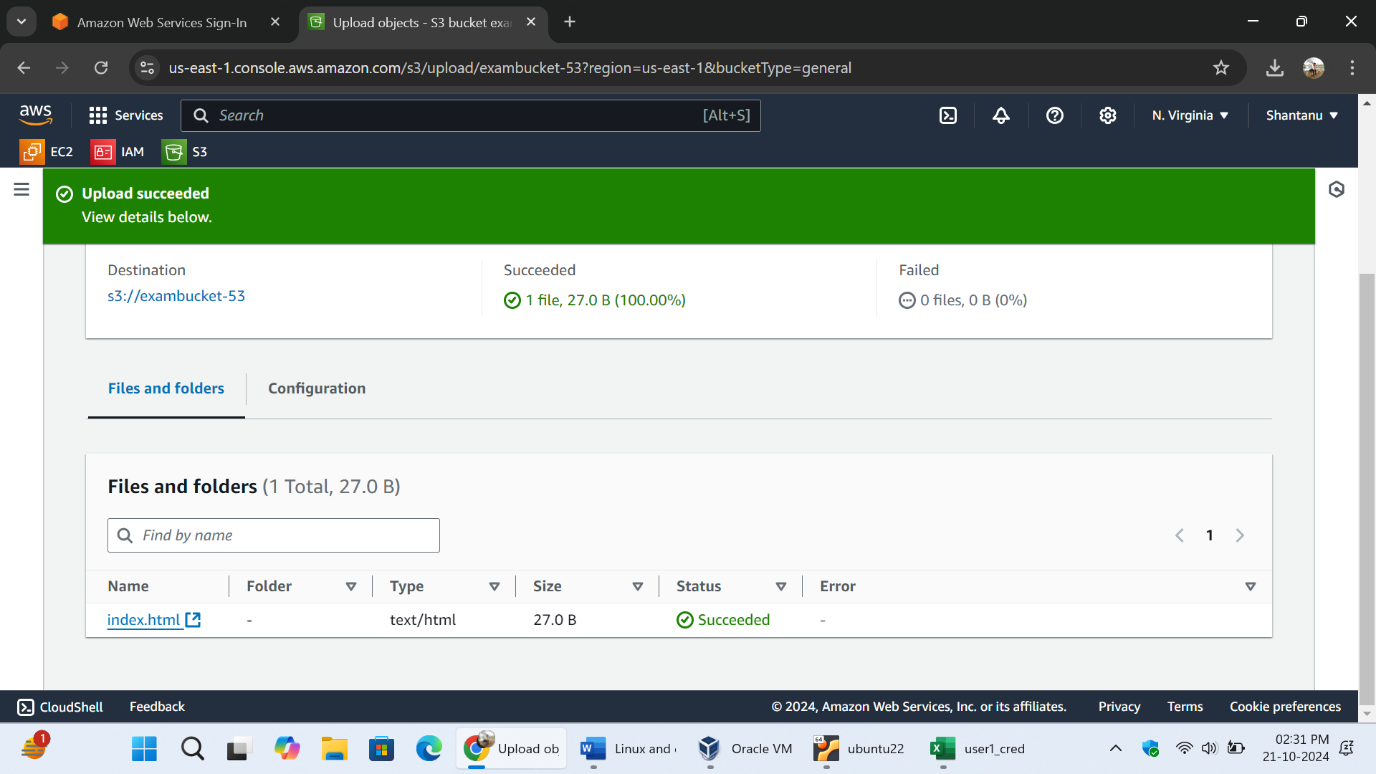 Amazon Web Services Sign-In
Upload objects - S3 bucket exa
us-east-1.console.aws.amazon.com/s3/upload/exambucket-53?region=us-east-1&bucketType=general
aws
Services
Search
[Alt+S]
N. Virginia
Shantanu
EC2
IAM
S3
Upload succeeded
View details below.
Destination
Succeeded
Failed
s3://exambucket-53
1 file, 27.0 B (100.00%)
0 files, 0 B (0%)
Files and folders
Configuration
Files and folders (1 Total, 27.0 B)
Find by name
1
Name Folder Type Size Status Error
index.html - text/html 27.0 B Succeeded -
CloudShell
Feedback
© 2024, Amazon Web Services, Inc. or its affiliates.
Privacy
Terms
Cookie preferences
1
Upload ob
W
Linux and
Oracle VM
64
ubuntu22
X
user1_cred
02:31 PM
21-10-2024